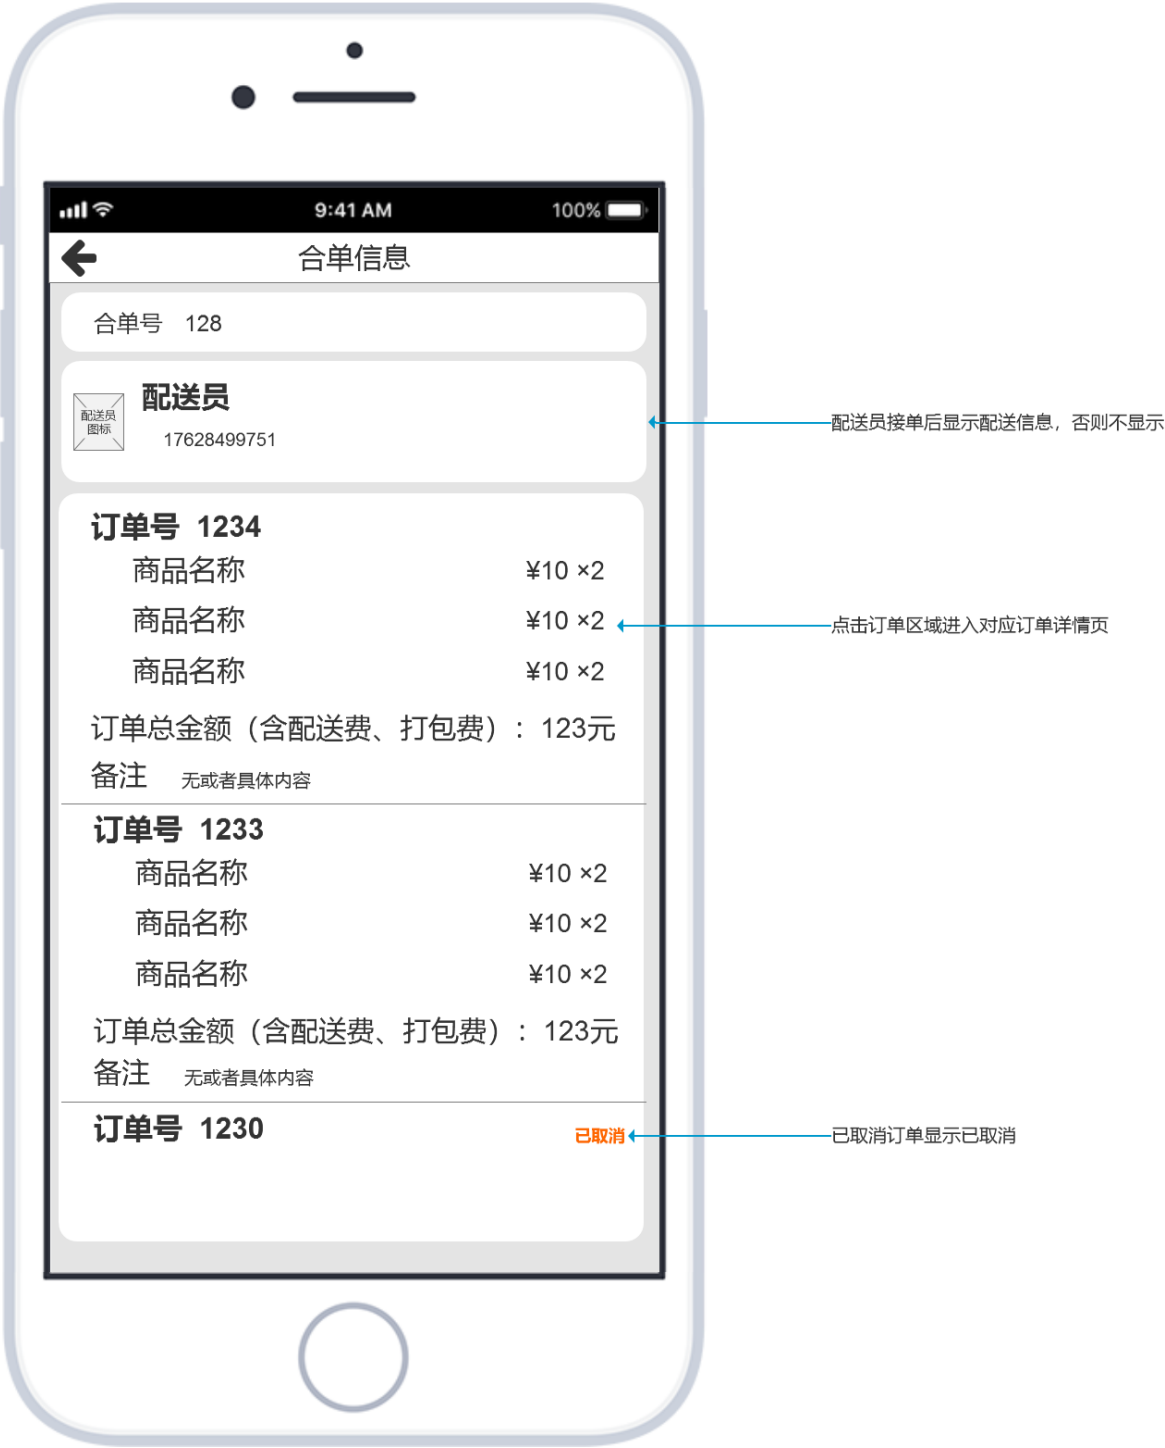 9:41 AM 100%
合单信息
合单号 128
配送员
配送员
图标
17628499751
配送员接单后显示配送信息，否则不显示
订单号 1234
商品名称 ¥10 ×2
商品名称 ¥10 ×2
点击订单区域进入对应订单详情页
商品名称 ¥10 ×2
订单总金额（含配送费、打包费）：123元
备注 无或者具体内容
订单号 1233
商品名称 ¥10 ×2
商品名称 ¥10 ×2
商品名称 ¥10 ×2
订单总金额（含配送费、打包费）：123元
备注 无或者具体内容
订单号 1230 已取消
已取消订单显示已取消